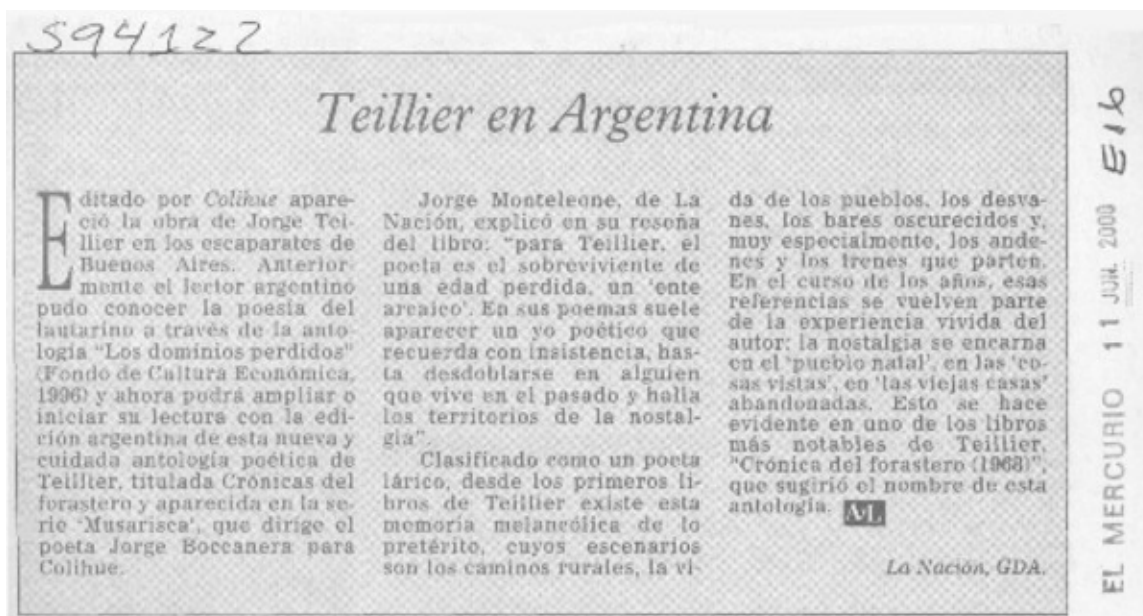 594122
Teillier en Argentina
Editado por Colihue apare-
ció la obra de Jorge Tei-
llier en los escaparates de
Buenos Aires. Anterior-
mente el lector argentino
pudo conocer la poesía del
lautarino a través de la anto-
logía "Los dominios perdidos"
(Fondo de Cultura Económica,
1996) y ahora podrá ampliar o
iniciar su lectura con la edi-
ción argentina de esta nueva y
cuidada antología poética de
Teillier, titulada Crónicas del
forastero y aparecida en la se-
rie 'Musarisca', que dirige el
poeta Jorge Boccanera para
Colihue.
Jorge Monteleone, de La
Nación, explicó en su reseña
del libro: "para Teillier, el
poeta es el sobreviviente de
una edad perdida, un 'ente
arcaico'. En sus poemas suele
aparecer un yo poético que
recuerda con insistencia, has-
ta desdoblarse en alguien
que vive en el pasado y halla
los territorios de la nostal-
gia".
Clasificado como un poeta
lárico, desde los primeros li-
bros de Teillier existe esta
memoria melancólica de lo
pretérito, cuyos escenarios
son los caminos rurales, la vi-
da de los pueblos, los desva-
nes, los bares oscurecidos y,
muy especialmente, los ande-
nes y los trenes que parten.
En el curso de los años, esas
referencias se vuelven parte
de la experiencia vivida del
autor: la nostalgia se encarna
en el 'pueblo natal', en las 'co-
sas vistas', en 'las viejas casas'
abandonadas. Esto se hace
evidente en uno de los libros
más notables de Teillier,
"Crónica del forastero (1968)",
que sugirió el nombre de esta
antología. A/L
La Nación, GDA.
EL MERCURIO 11 JUN. 2000 E16